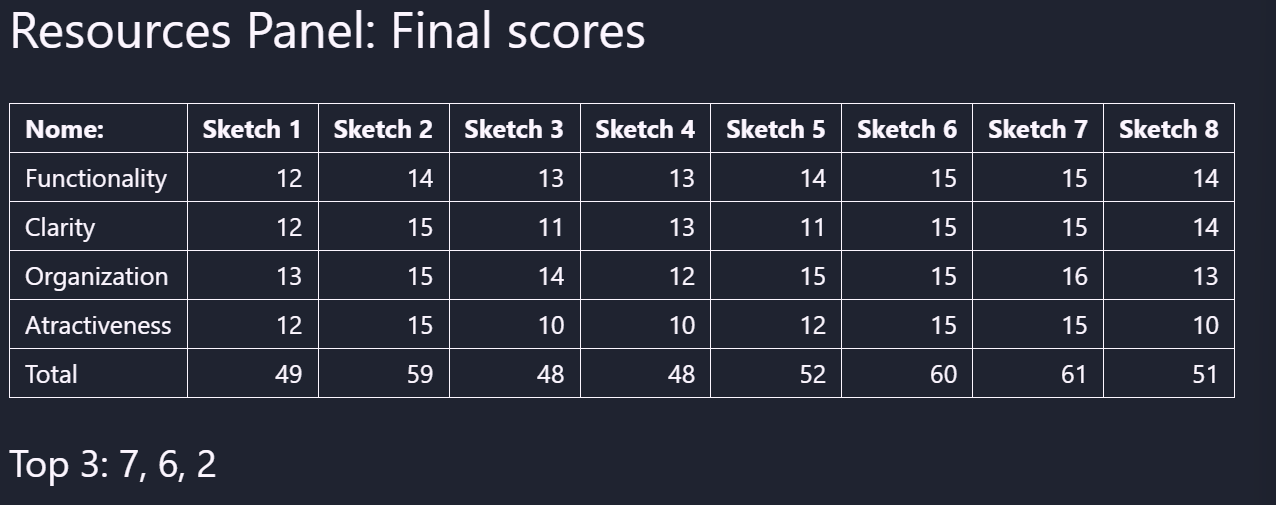 Resources Panel: Final scores
Nome: Sketch 1 Sketch 2 Sketch 3 Sketch 4 Sketch 5 Sketch 6 Sketch 7 Sketch 8
Functionality 12 14 13 13 14 15 15 14
Clarity 12 15 11 13 11 15 15 14
Organization 13 15 14 12 15 15 16 13
Atractiveness 12 15 10 10 12 15 15 10
Total 49 59 48 48 52 60 61 51
Top 3: 7, 6, 2